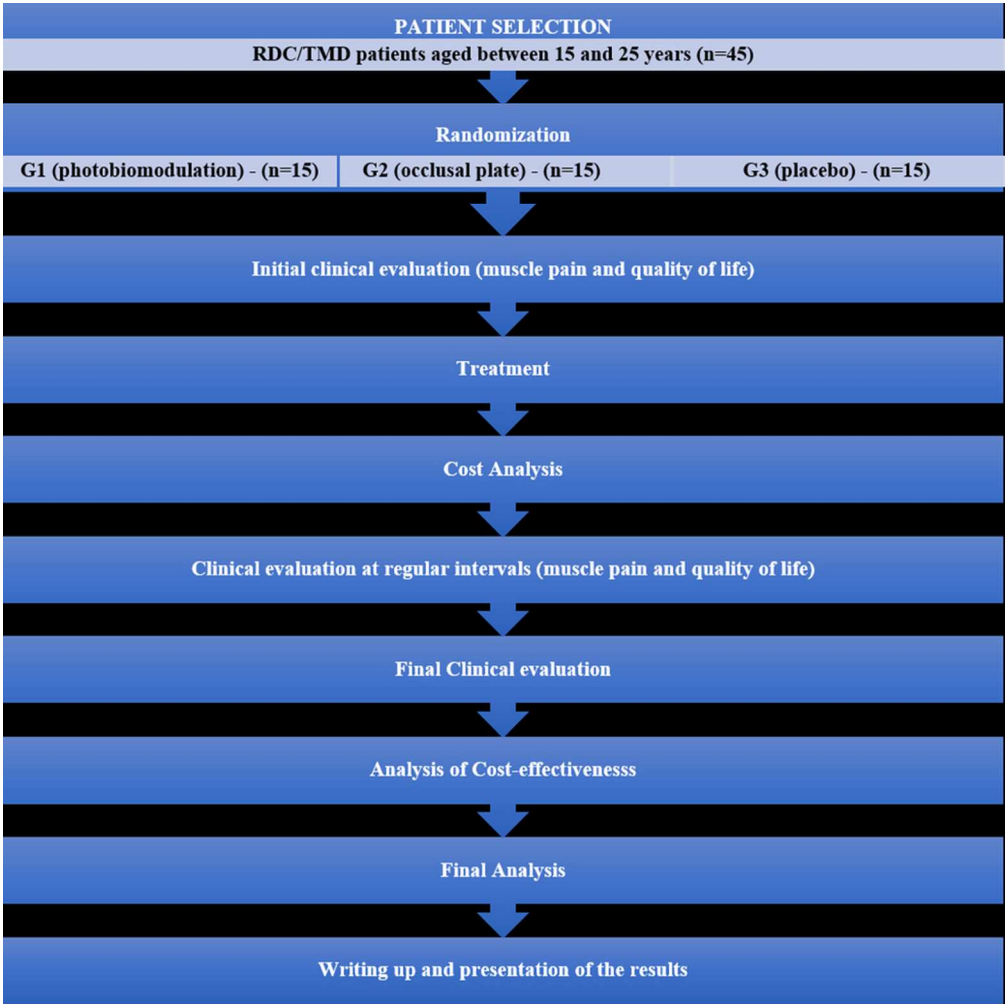 PATIENT SELECTION
RDC/TMD patients aged between 15 and 25 years (n=45)
Randomization
G1 (photobiomodulation) - (n=15)
G2 (occlusal plate) - (n=15)
G3 (placebo) - (n=15)
Initial clinical evaluation (muscle pain and quality of life)
Treatment
Cost Analysis
Clinical evaluation at regular intervals (muscle pain and quality of life)
Final Clinical evaluation
Analysis of Cost-effectivenesss
Final Analysis
Writing up and presentation of the results